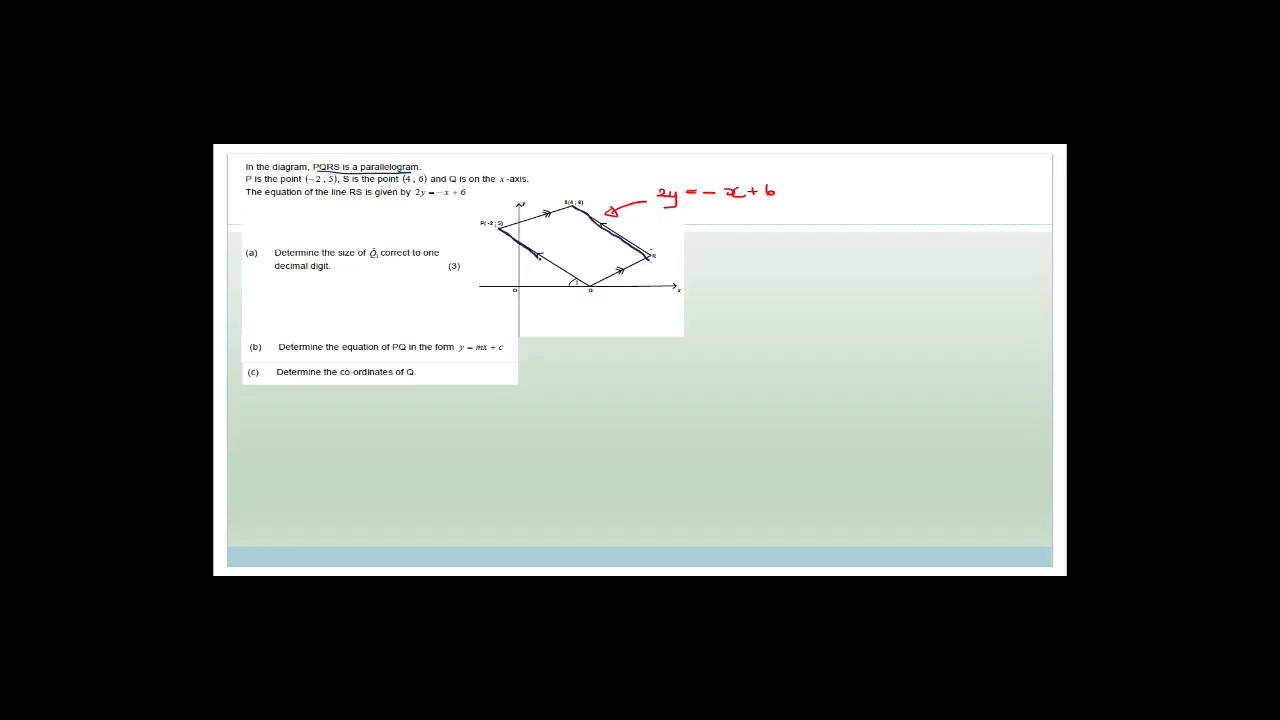 In the diagram, PQRS is a parallelogram.
P is the point (−2 ; 5), S is the point (4 ; 6) and Q is on the x-axis.
The equation of the line RS is given by 2y = −x + 6
2y = − x + 6
S(4 ; 6)
y
P( -2 ; 5)
(a) Determine the size of Q̂₁ correct to one
decimal digit. (3)
R
1
O Q x
(b) Determine the equation of PQ in the form y = mx + c
(c) Determine the co-ordinates of Q.